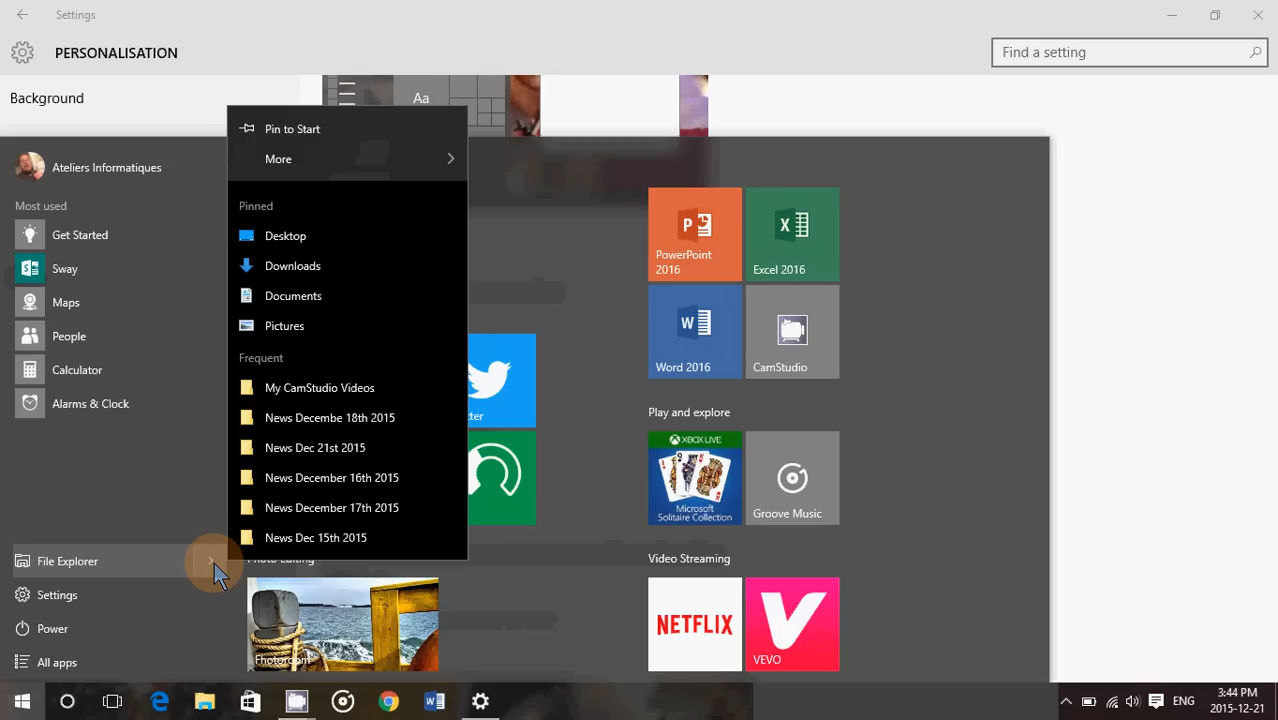 Settings
PERSONALISATION
Find a setting
Background
Aa
Pin to Start
More
Pinned
Desktop
Downloads
Documents
Pictures
Frequent
My CamStudio Videos
News Decembe 18th 2015
News Dec 21st 2015
News December 16th 2015
News December 17th 2015
News Dec 15th 2015
Ateliers Informatiques
Most used
Get Started
Sway
Maps
People
Calculator
Alarms & Clock
File Explorer
Settings
Power
All apps
tter
Photo Editing
PowerPoint
2016
Excel 2016
Word 2016
CamStudio
Play and explore
XBOX LIVE
Microsoft
Solitaire Collection
Groove Music
Video Streaming
NETFLIX
VEVO
ENG
3:44 PM
2015-12-21